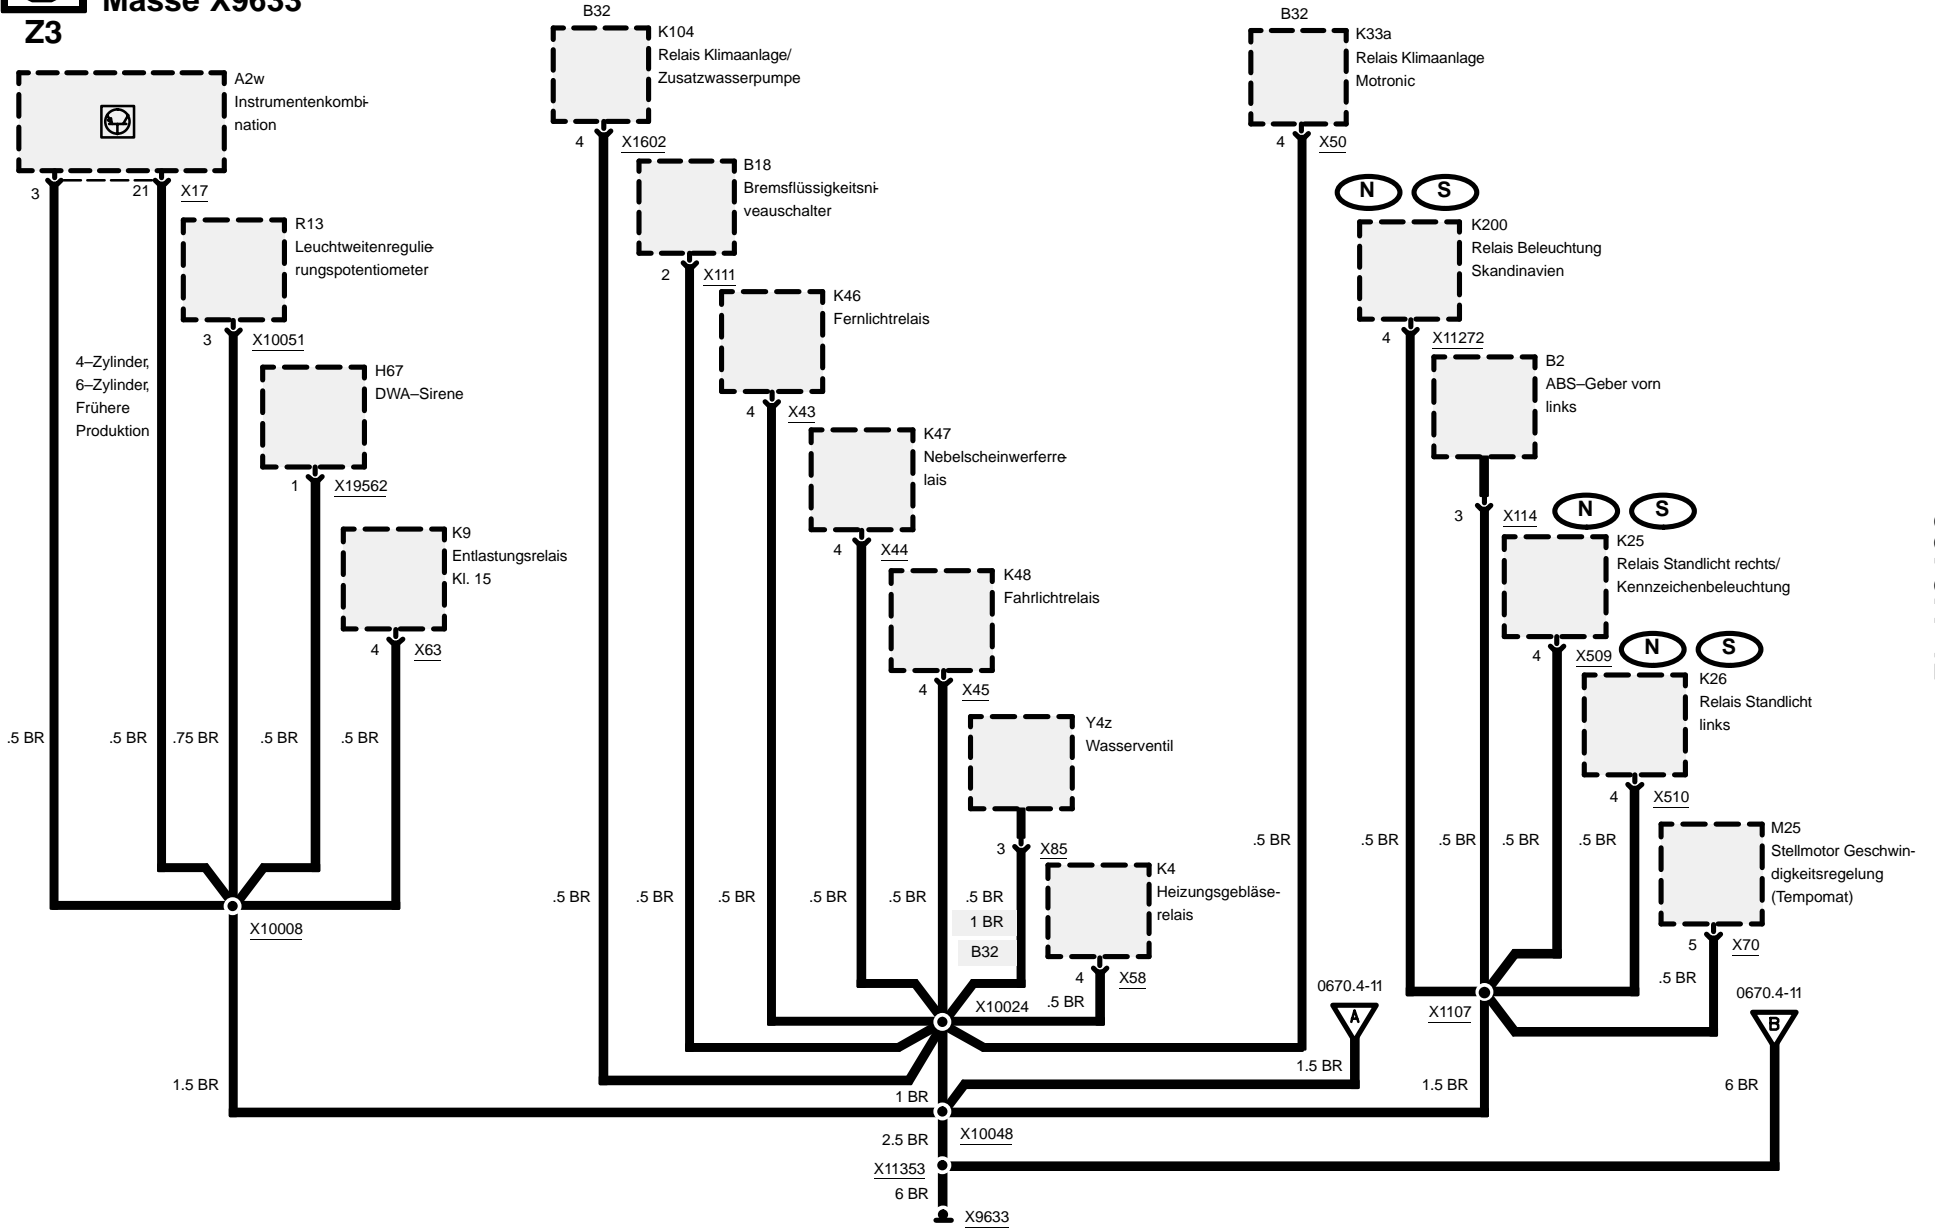 Masse X9633
Z3
A2w
Instrumentenkombi-
nation
3
21
X17
R13
Leuchtweitenregulie-
rungspotentiometer
3
X10051
4–Zylinder,
6–Zylinder,
Frühere
Produktion
H67
DWA–Sirene
1
X19562
K9
Entlastungsrelais
Kl. 15
4
X63
.5 BR
.5 BR
.75 BR
.5 BR
.5 BR
X10008
1.5 BR
B32
K104
Relais Klimaanlage/
Zusatzwasserpumpe
4
X1602
B18
Bremsflüssigkeitsni-
veauschalter
2
X111
K46
Fernlichtrelais
4
X43
K47
Nebelscheinwerferre-
lais
4
X44
K48
Fahrlichtrelais
4
X45
Y4z
Wasserventil
3
X85
K4
Heizungsgebläse-
relais
4
X58
.5 BR
.5 BR
.5 BR
.5 BR
.5 BR
.5 BR
1 BR
B32
.5 BR
X10024
B32
K33a
Relais Klimaanlage
Motronic
4
X50
.5 BR
N
S
K200
Relais Beleuchtung
Skandinavien
4
X11272
B2
ABS–Geber vorn
links
3
X114
N
S
K25
Relais Standlicht rechts/
Kennzeichenbeleuchtung
4
X509
N
S
K26
Relais Standlicht
links
4
X510
M25
Stellmotor Geschwin-
digkeitsregelung
(Tempomat)
5
X70
.5 BR
.5 BR
.5 BR
.5 BR
.5 BR
X1107
0670.4-11
A
1.5 BR
1.5 BR
0670.4-11
B
6 BR
1 BR
X10048
2.5 BR
X11353
6 BR
X9633